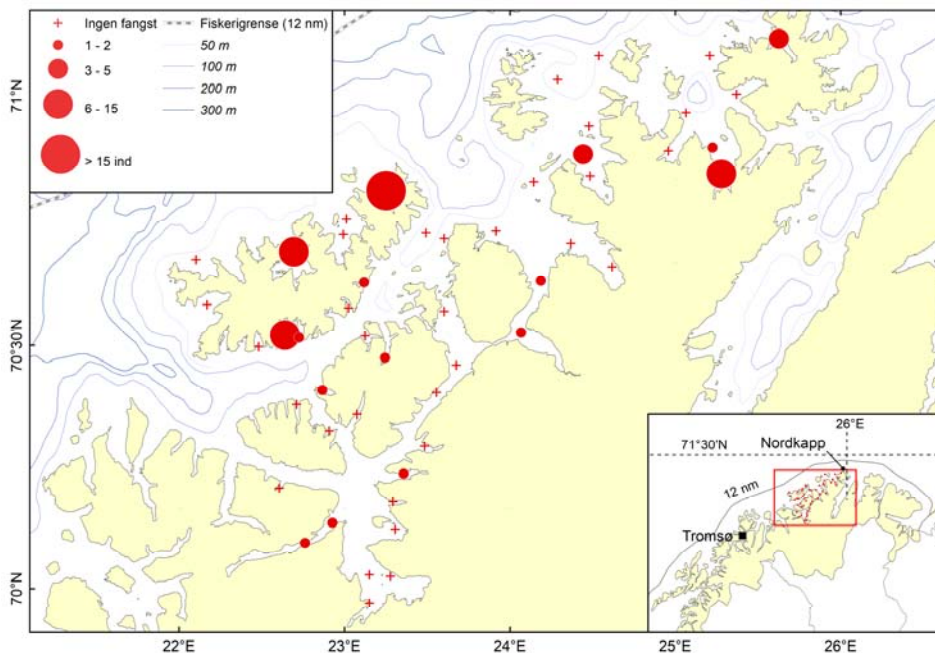 Ingen fangst
1 - 2
3 - 5
6 - 15
> 15 ind
Fiskerigrense (12 nm)
50 m
100 m
200 m
300 m
71°N
70°30'N
70°N
22°E
23°E
24°E
25°E
26°E
26°E
71°30'N
Nordkapp
12 nm
Tromsø